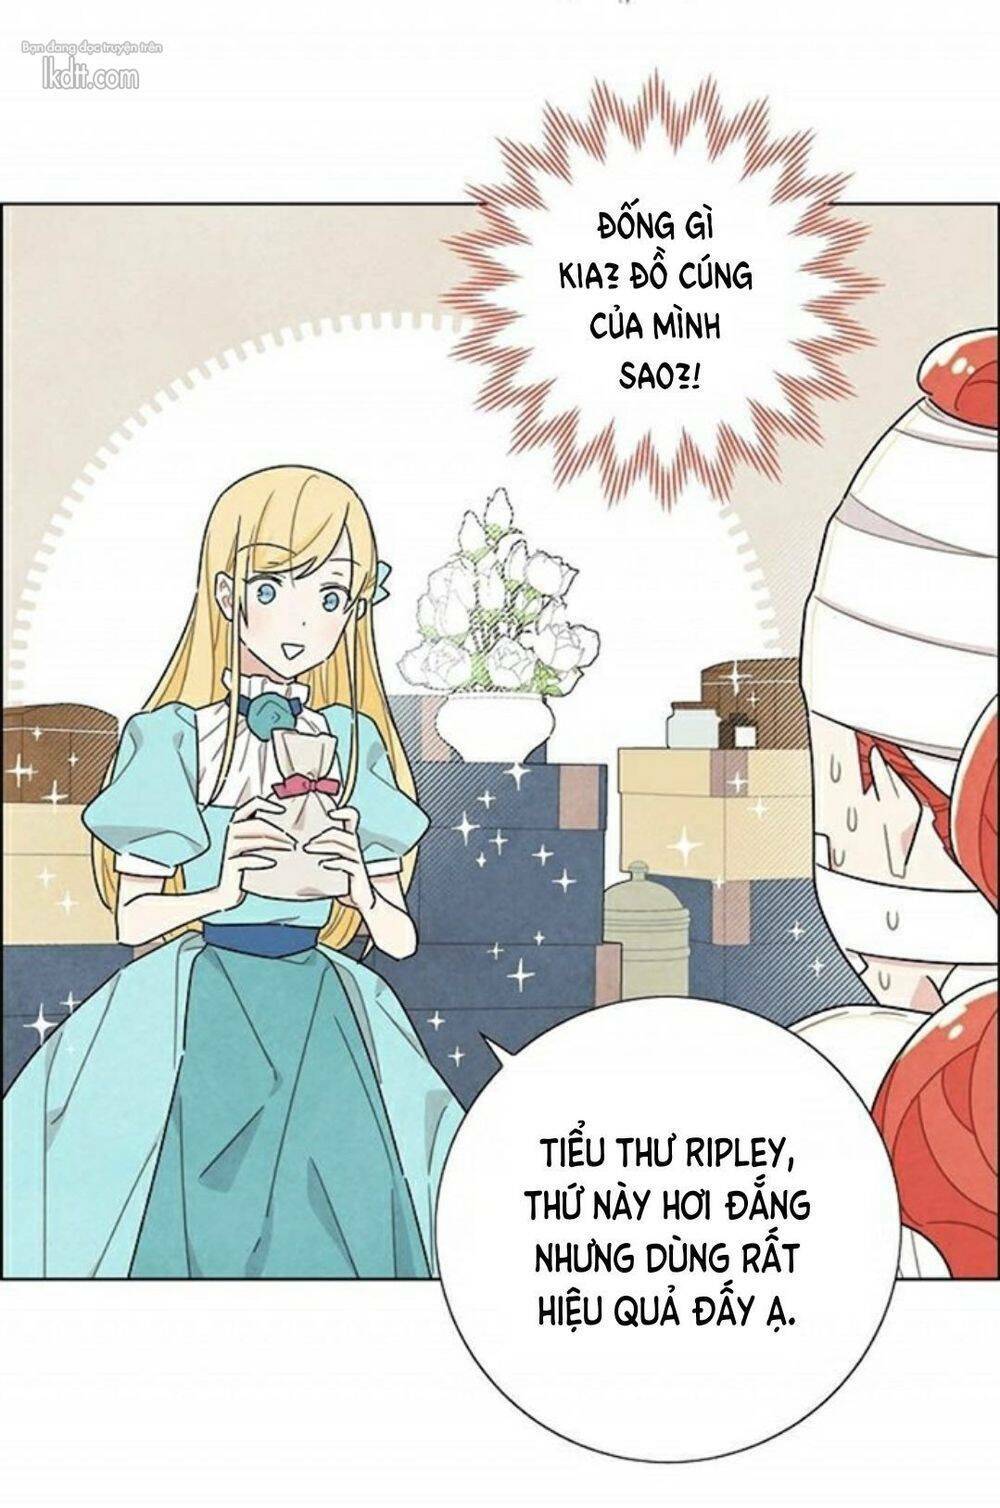 Bạn đang đọc truyện trên
lkdtt.com
ĐỐNG GÌ
KIA? ĐỒ CÚNG
CỦA MÌNH
SAO?!
TIỂU THƯ RIPLEY,
THỨ NÀY HƠI ĐẮNG
NHƯNG DÙNG RẤT
HIỆU QUẢ ĐẤY Ạ.